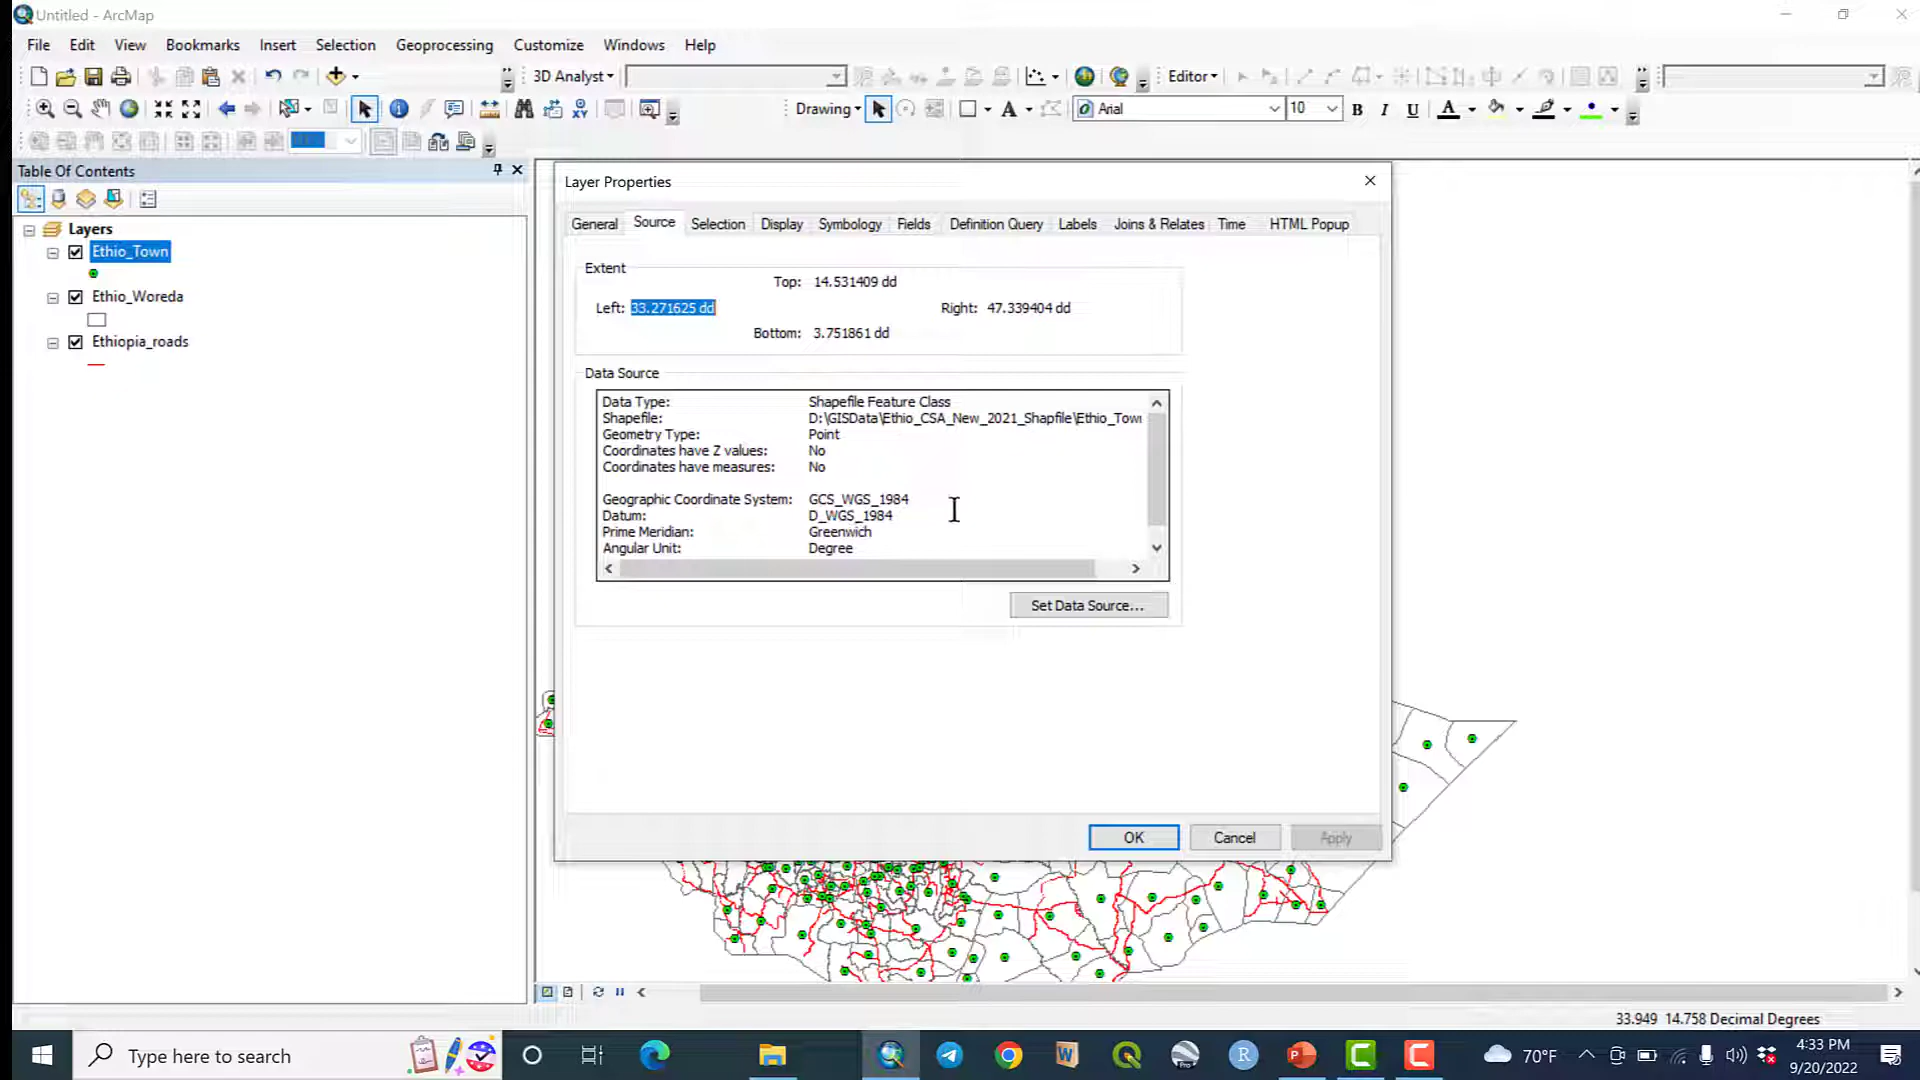 Untitled - ArcMap
File Edit View Bookmarks Insert Selection Geoprocessing Customize Windows Help
3D Analyst Editor
Drawing A Arial 10 B I U A
Table Of Contents
Layers
Ethio_Town
Ethio_Woreda
Ethiopia_roads
Layer Properties
General Source Selection Display Symbology Fields Definition Query Labels Joins & Relates Time HTML Popup
Extent
Top: 14.531409 dd
Left: 33.271625 dd Right: 47.339404 dd
Bottom: 3.751861 dd
Data Source
Data Type: Shapefile Feature Class
Shapefile: D:\GISData\Ethio_CSA_New_2021_Shapfile\Ethio_Town
Geometry Type: Point
Coordinates have Z values: No
Coordinates have measures: No
Geographic Coordinate System: GCS_WGS_1984
Datum: D_WGS_1984
Prime Meridian: Greenwich
Angular Unit: Degree
Set Data Source...
OK Cancel Apply
33.949 14.758 Decimal Degrees
Type here to search
70°F
4:33 PM
9/20/2022